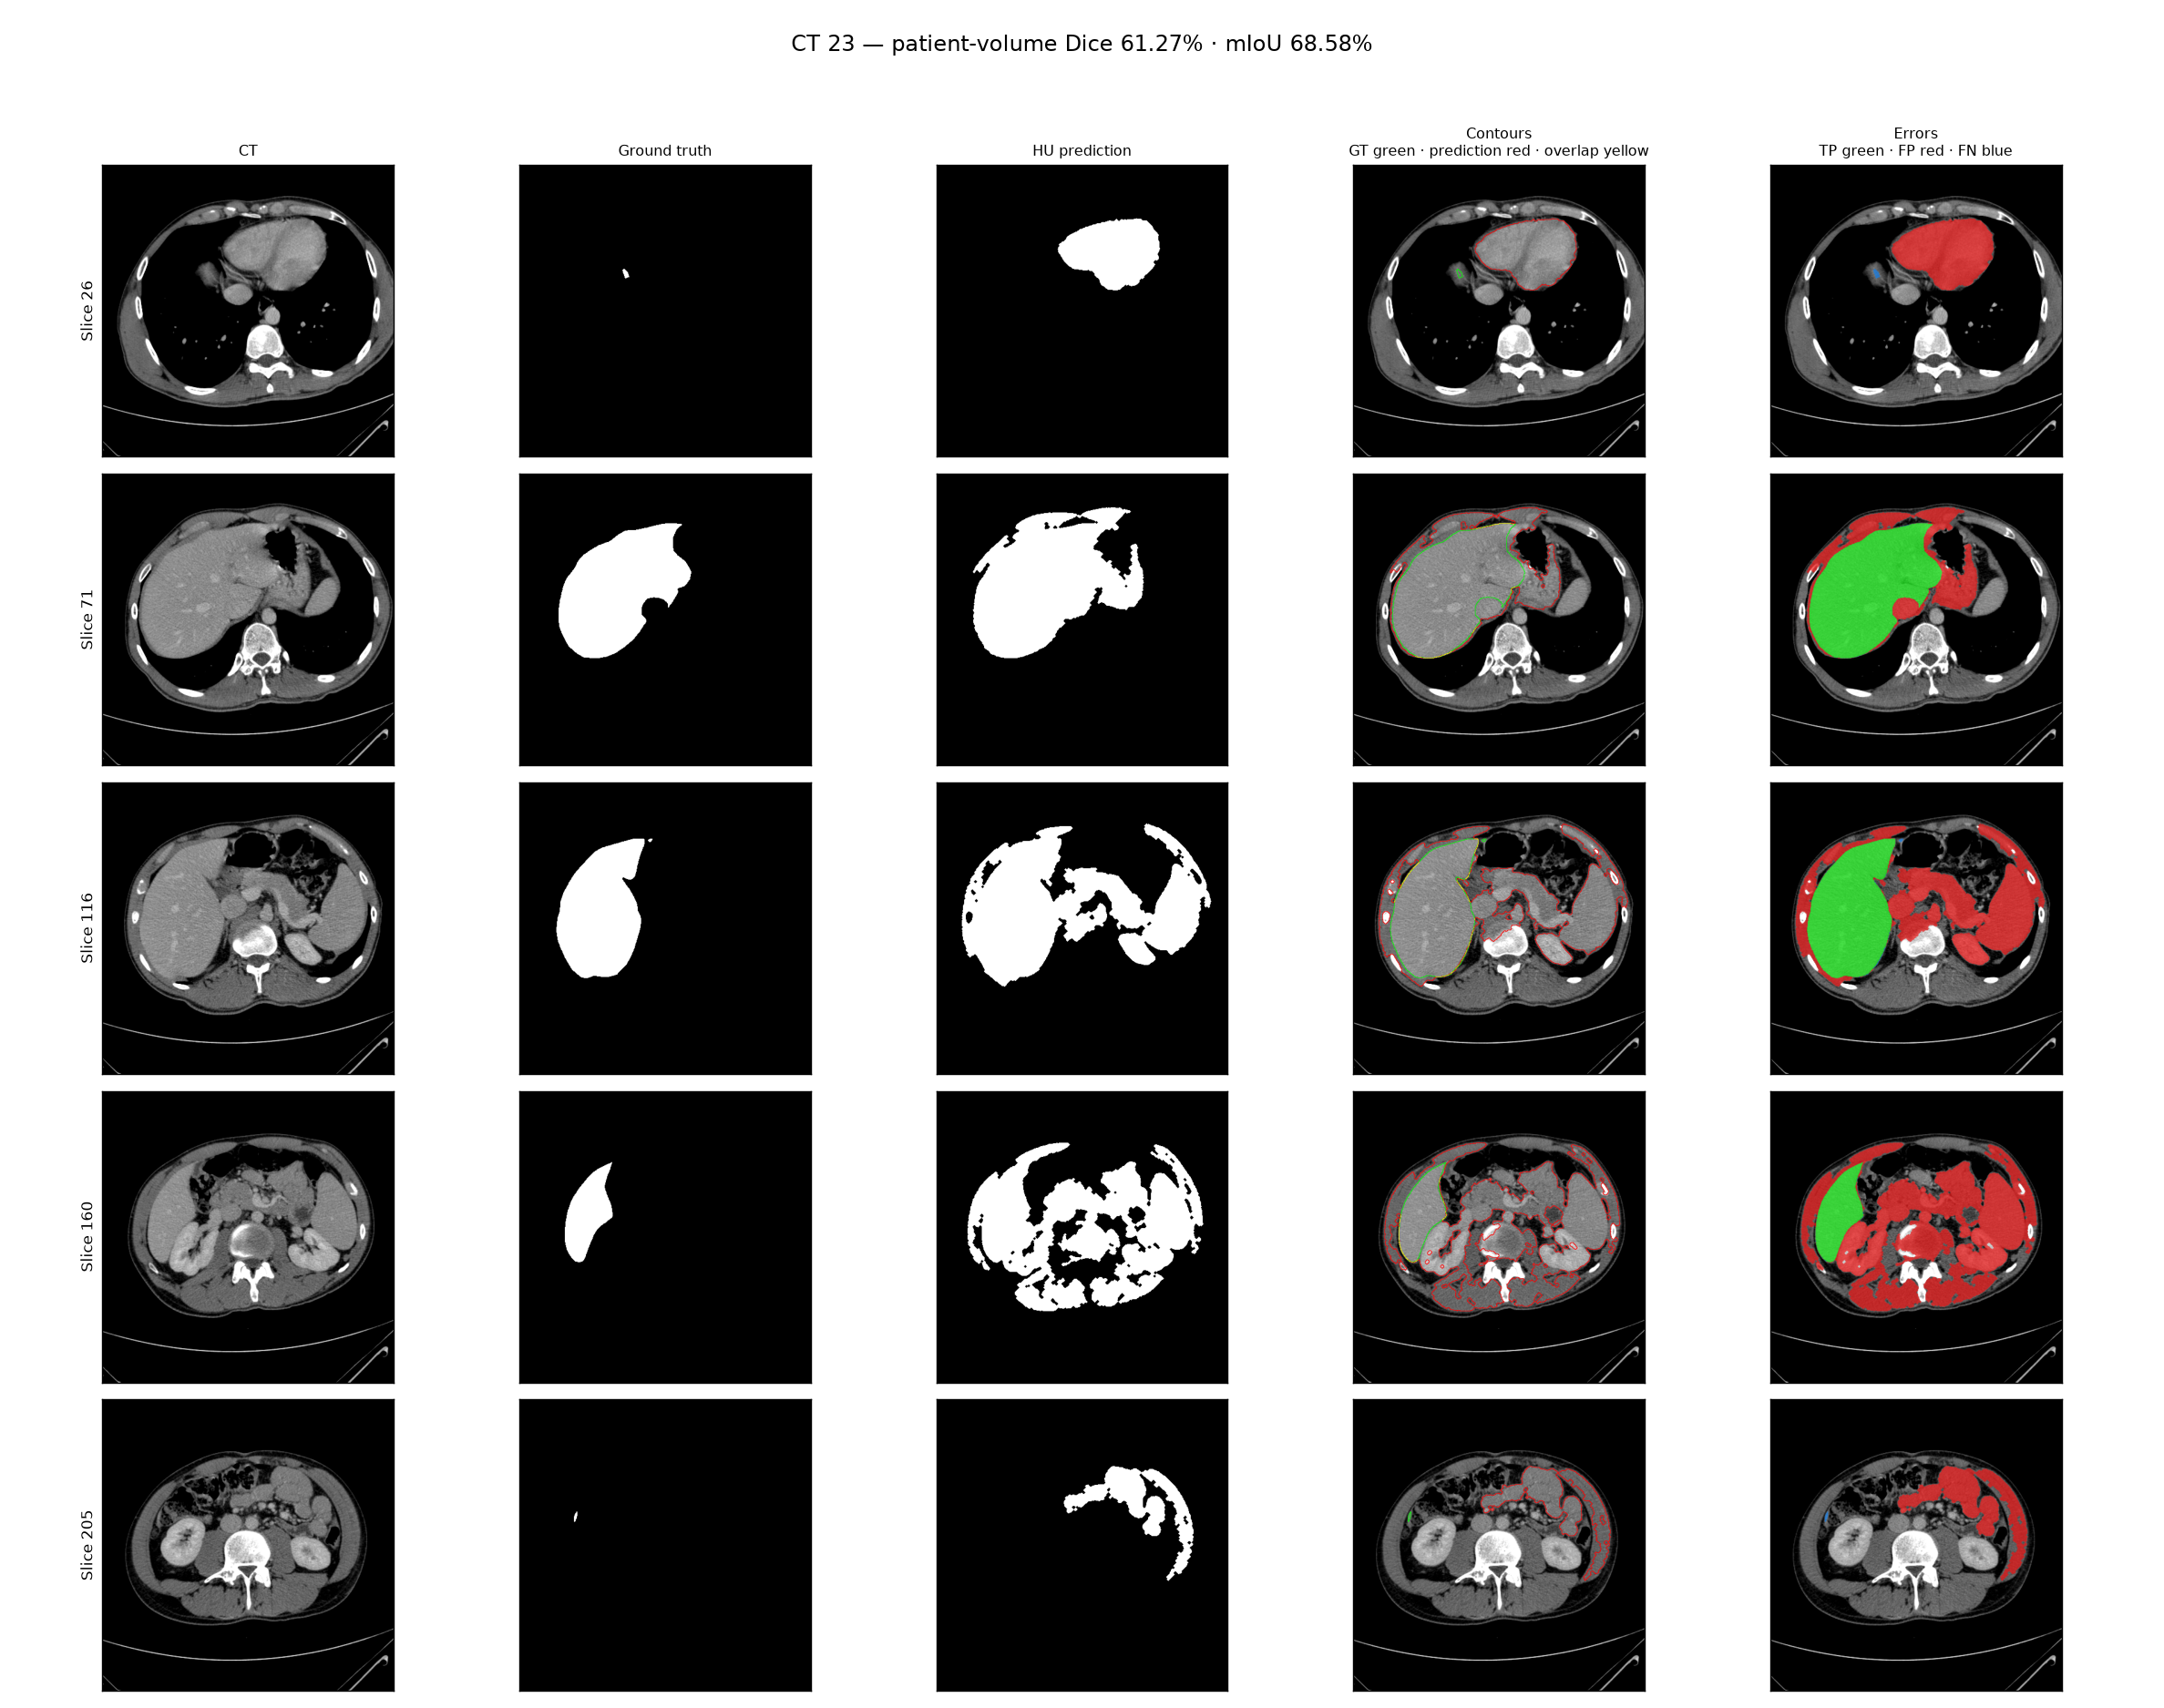 CT 23 — patient-volume Dice 61.27% · mIoU 68.58%
CT
Ground truth
HU prediction
Contours
GT green · prediction red · overlap yellow
Errors
TP green · FP red · FN blue
Slice 26
Slice 71
Slice 116
Slice 160
Slice 205